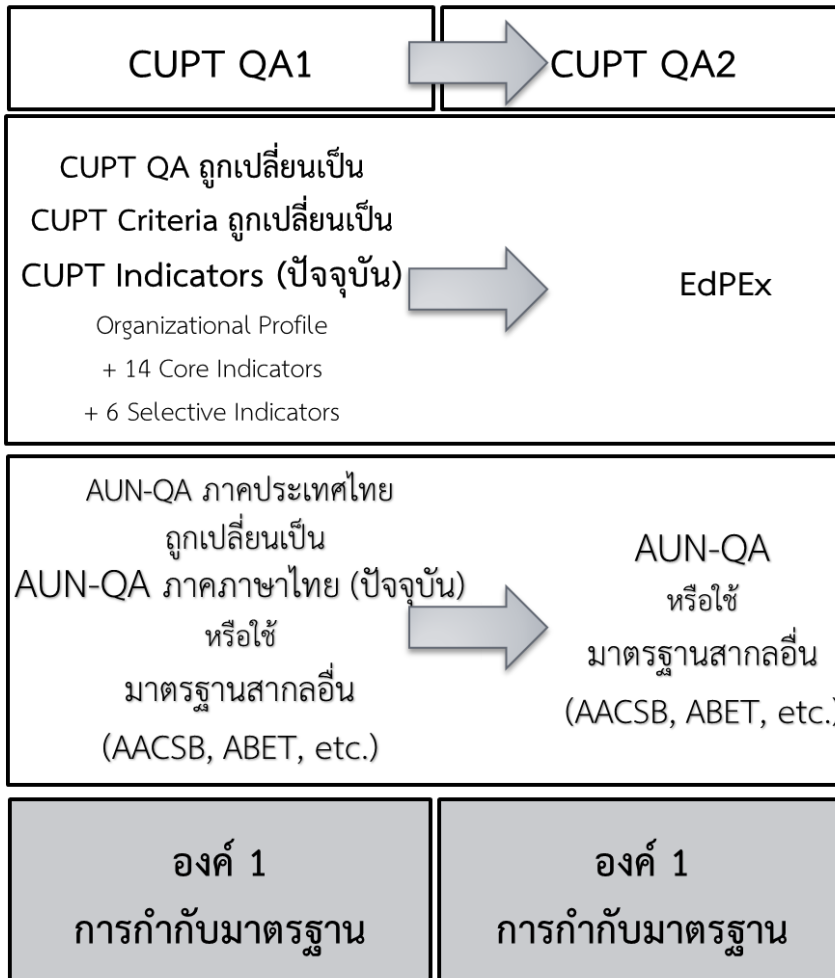 CUPT QA1
CUPT QA2
CUPT QA ถูกเปลี่ยนเป็น
CUPT Criteria ถูกเปลี่ยนเป็น
CUPT Indicators (ปัจจุบัน)
Organizational Profile
+ 14 Core Indicators
+ 6 Selective Indicators
EdPEx
AUN-QA ภาคประเทศไทย
ถูกเปลี่ยนเป็น
AUN-QA ภาคภาษาไทย (ปัจจุบัน)
หรือใช้
มาตรฐานสากลอื่น
(AACSB, ABET, etc.)
AUN-QA
หรือใช้
มาตรฐานสากลอื่น
(AACSB, ABET, etc.)
องค์ 1
การกำกับมาตรฐาน
องค์ 1
การกำกับมาตรฐาน